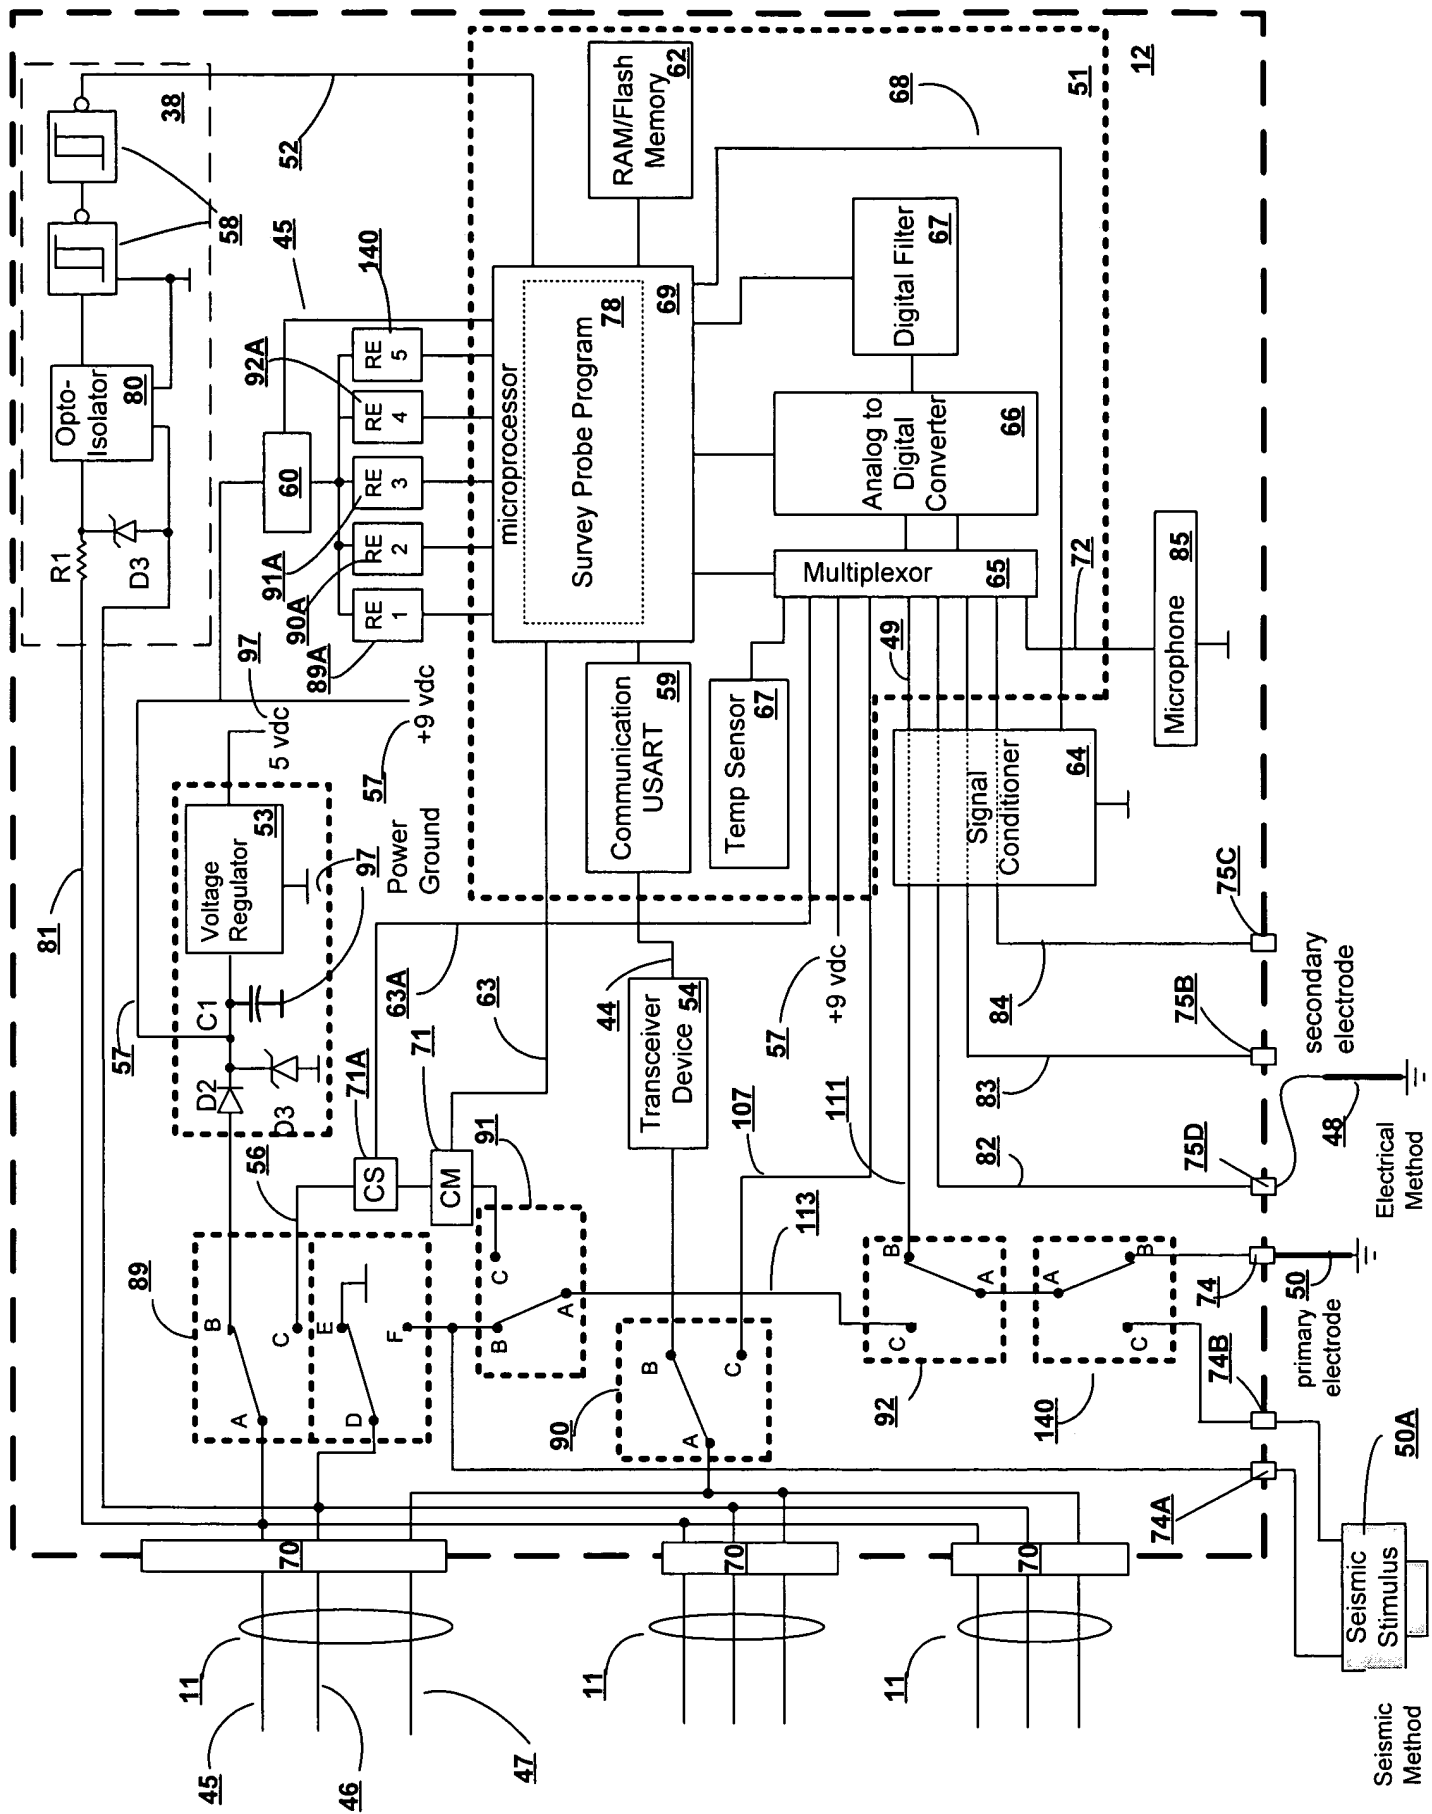 38
58
52
Opto-
Isolator
80
R1
D3
81
45
60
RE
1
RE
2
RE
3
RE
4
RE
5
140
92A
91A
90A
89A
57
Voltage
Regulator
53
5 vdc
97
97
Power
Ground
57
+9 vdc
C1
D2
D3
56
89
A
B
C
D
E
F
CS
71A
CM
71
63A
63
91
A
B
C
microprocessor
Survey Probe Program
78
69
RAM/Flash
Memory
62
51
12
68
Digital Filter
67
Analog to
Digital
Converter
66
Multiplexor
65
Communication
USART
59
Temp Sensor
67
49
72
Microphone
85
Signal
Conditioner
64
44
Transceiver
Device
54
57
+9 vdc
107
111
113
90
A
B
C
92
A
B
C
140
A
B
C
82
83
84
75C
75B
75D
secondary
electrode
48
Electrical
Method
74
50
primary
electrode
74B
74A
50A
Seismic
Stimulus
Seismic
Method
70
70
70
11
11
11
45
46
47